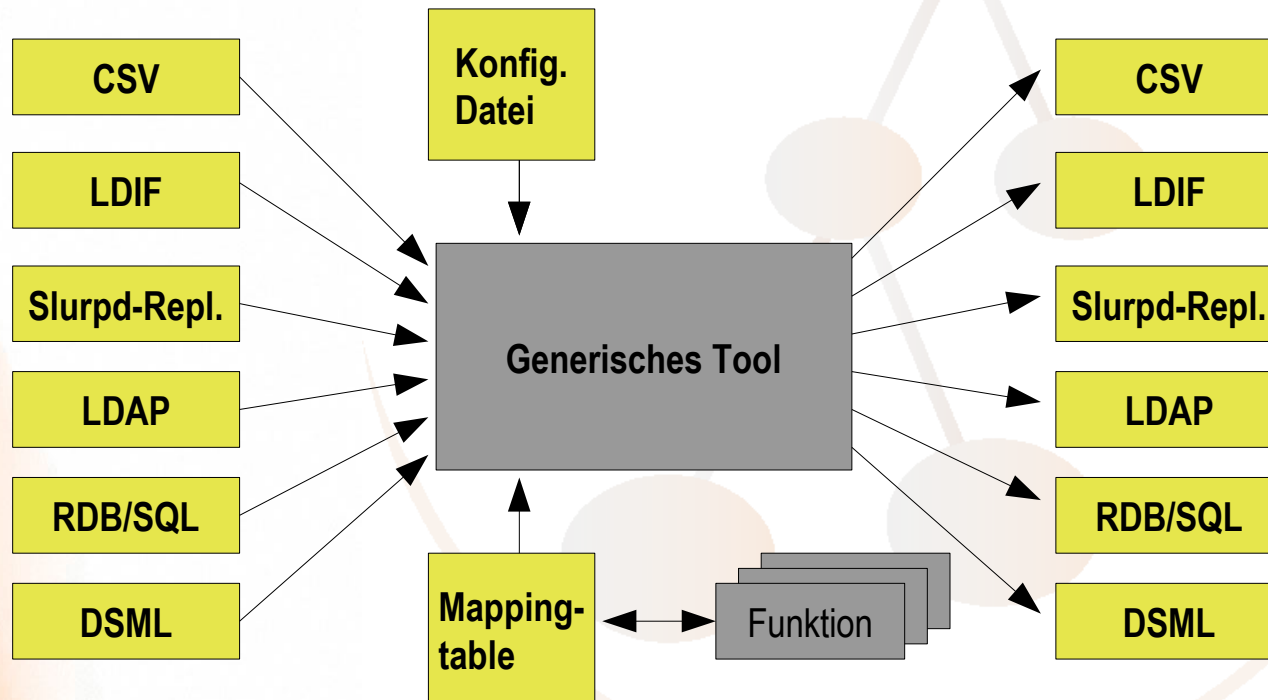 CSV
LDIF
Slurpd-Repl.
LDAP
RDB/SQL
DSML
Konfig.
Datei
Generisches Tool
Mapping-
table
Funktion
CSV
LDIF
Slurpd-Repl.
LDAP
RDB/SQL
DSML